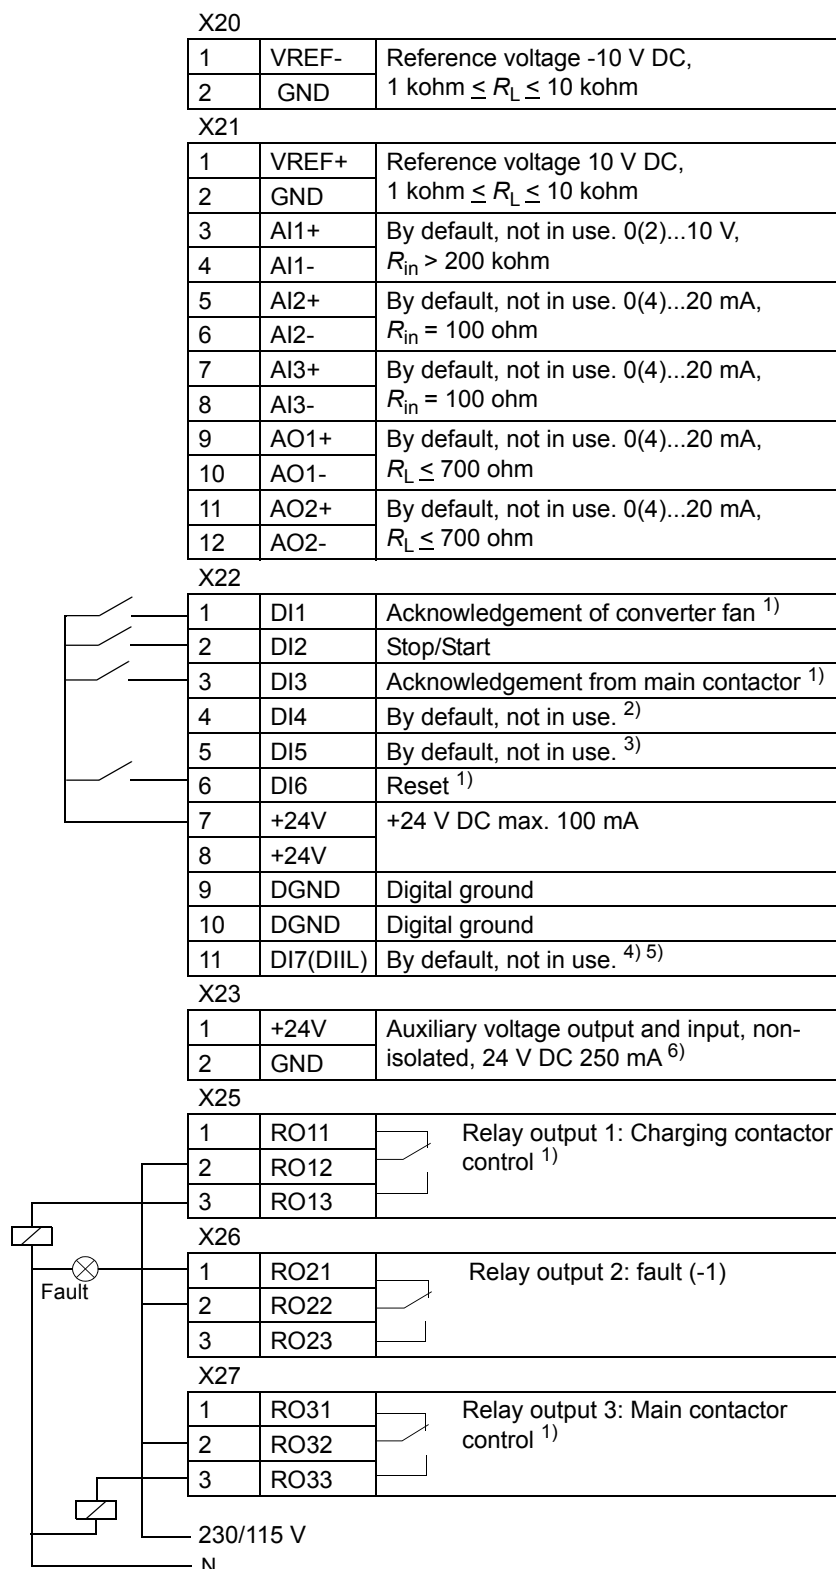 X20
1 VREF- Reference voltage -10 V DC,
2 GND 1 kohm ≤ RL ≤ 10 kohm
X21
1 VREF+ Reference voltage 10 V DC,
2 GND 1 kohm ≤ RL ≤ 10 kohm
3 AI1+ By default, not in use. 0(2)...10 V,
4 AI1- Rin > 200 kohm
5 AI2+ By default, not in use. 0(4)...20 mA,
6 AI2- Rin = 100 ohm
7 AI3+ By default, not in use. 0(4)...20 mA,
8 AI3- Rin = 100 ohm
9 AO1+ By default, not in use. 0(4)...20 mA,
10 AO1- RL ≤ 700 ohm
11 AO2+ By default, not in use. 0(4)...20 mA,
12 AO2- RL ≤ 700 ohm
X22
1 DI1 Acknowledgement of converter fan 1)
2 DI2 Stop/Start
3 DI3 Acknowledgement from main contactor 1)
4 DI4 By default, not in use. 2)
5 DI5 By default, not in use. 3)
6 DI6 Reset 1)
7 +24V +24 V DC max. 100 mA
8 +24V
9 DGND Digital ground
10 DGND Digital ground
11 DI7(DIIL) By default, not in use. 4) 5)
X23
1 +24V Auxiliary voltage output and input, non-
2 GND isolated, 24 V DC 250 mA 6)
X25
1 RO11 Relay output 1: Charging contactor
2 RO12 control 1)
3 RO13
X26
1 RO21 Relay output 2: fault (-1)
Fault
2 RO22
3 RO23
X27
1 RO31 Relay output 3: Main contactor
2 RO32 control 1)
3 RO33
230/115 V
N